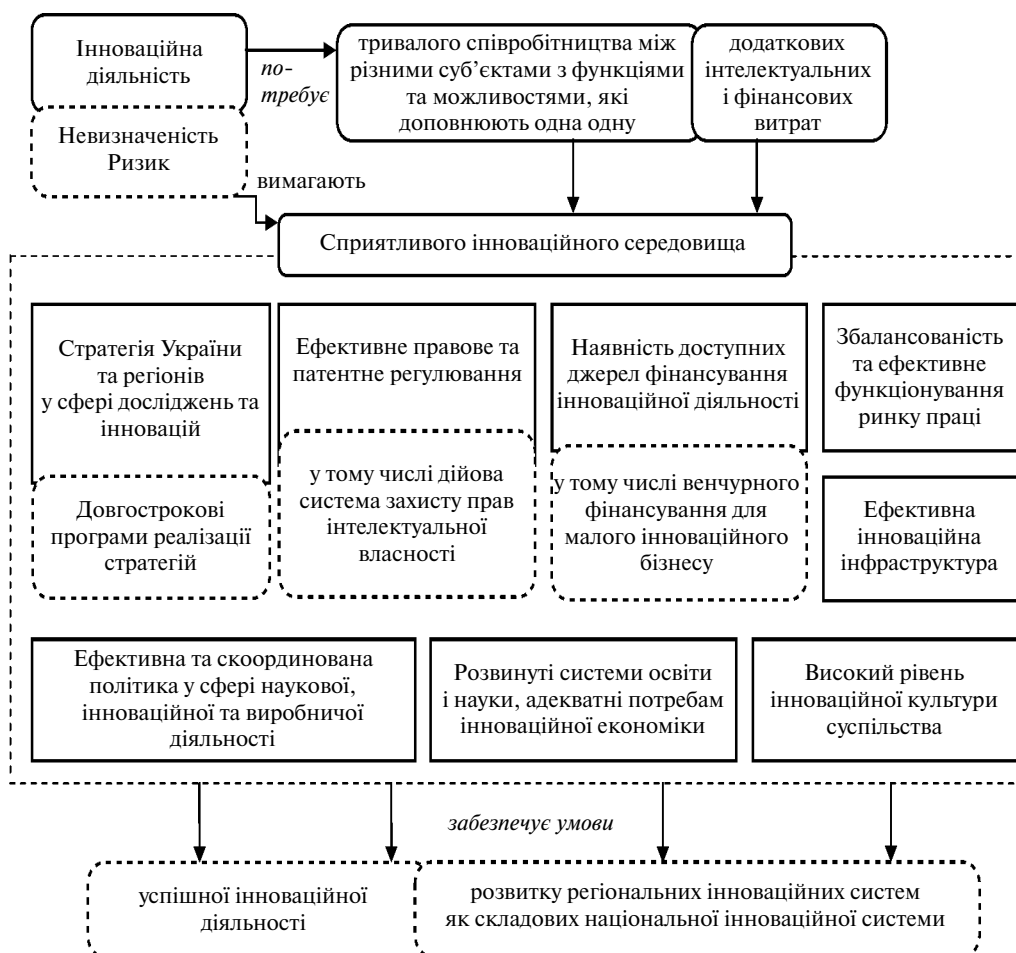 Інноваційна
діяльність
по-
требує
тривалого співробітництва між
різними суб’єктами з функціями
та можливостями, які
доповнюють одна одну
додаткових
інтелектуальних
і фінансових
витрат
Невизначеність
Ризик
вимагають
Сприятливого інноваційного середовища
Стратегія України
та регіонів
у сфері досліджень та
інновацій
Довгострокові
програми реалізації
стратегій
Ефективне правове та
патентне регулювання
у тому числі дійова
система захисту прав
інтелектуальної
власності
Наявність доступних
джерел фінансування
інноваційної діяльності
у тому числі венчурного
фінансування для
малого інноваційного
бізнесу
Збалансованість
та ефективне
функціонування
ринку праці
Ефективна
інноваційна
інфраструктура
Ефективна та скоординована
політика у сфері наукової,
інноваційної та виробничої
діяльності
Розвинуті системи освіти
і науки, адекватні потребам
інноваційної економіки
Високий рівень
інноваційної культури
суспільства
забезпечує умови
успішної інноваційної
діяльності
розвитку регіональних інноваційних систем
як складових національної інноваційної системи